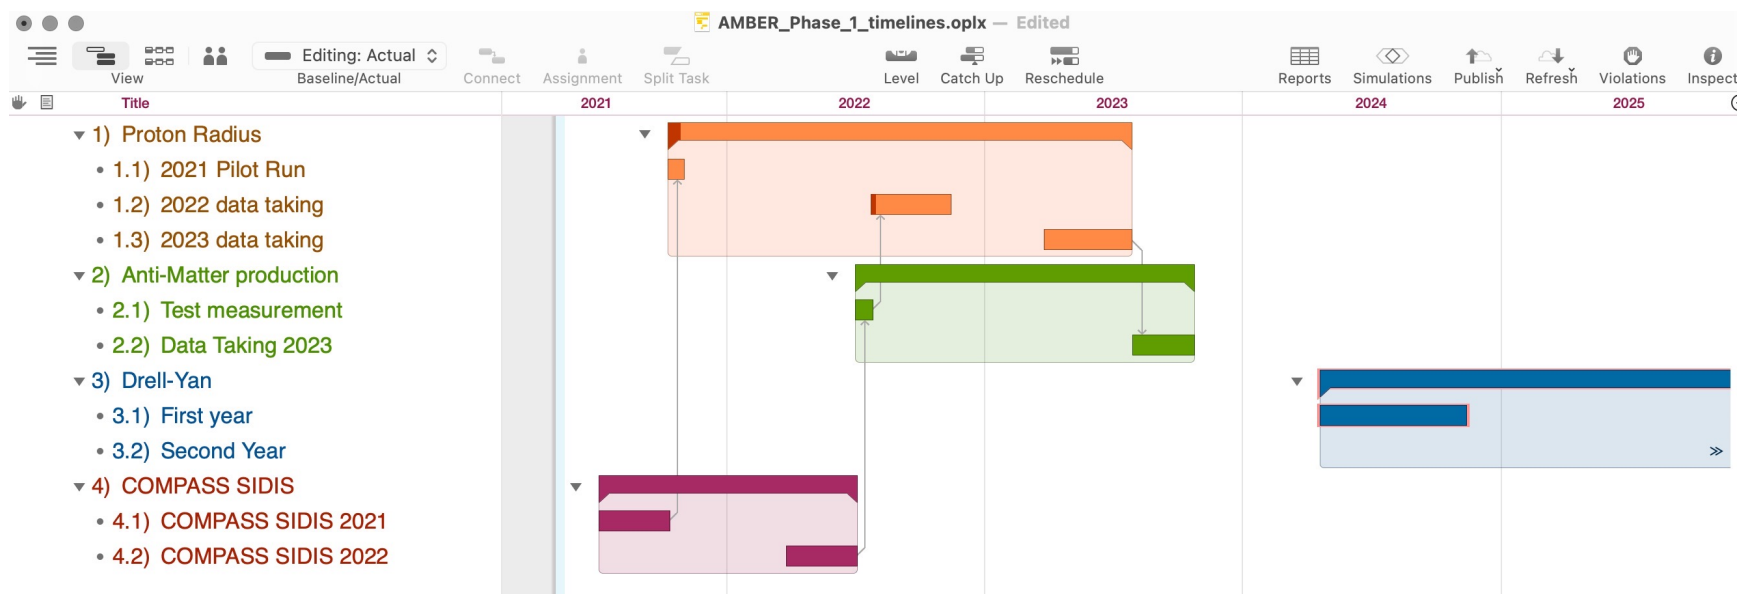 AMBER_Phase_1_timelines.oplx — Edited
Editing: Actual
View Baseline/Actual Connect Assignment Split Task Level Catch Up Reschedule Reports Simulations Publish Refresh Violations Inspect
Title 2021 2022 2023 2024 2025
1) Proton Radius
1.1) 2021 Pilot Run
1.2) 2022 data taking
1.3) 2023 data taking
2) Anti-Matter production
2.1) Test measurement
2.2) Data Taking 2023
3) Drell-Yan
3.1) First year
3.2) Second Year
4) COMPASS SIDIS
4.1) COMPASS SIDIS 2021
4.2) COMPASS SIDIS 2022